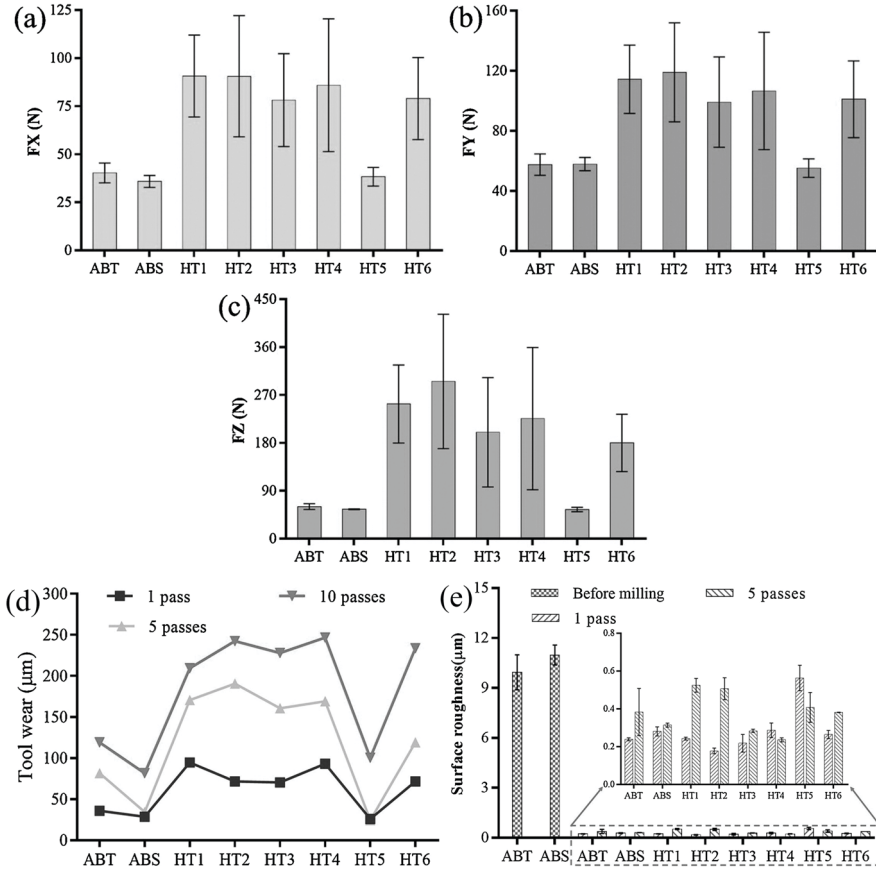 (a)
125
100
75
50
25
0
FX (N)
ABT ABS HT1 HT2 HT3 HT4 HT5 HT6
(b)
160
120
80
40
0
FY (N)
ABT ABS HT1 HT2 HT3 HT4 HT5 HT6
(c)
450
360
270
180
90
0
FZ (N)
ABT ABS HT1 HT2 HT3 HT4 HT5 HT6
(d)
1 pass 10 passes
5 passes
300
250
200
150
100
50
0
Tool wear (μm)
ABT ABS HT1 HT2 HT3 HT4 HT5 HT6
(e)
Before milling 5 passes
1 pass
15
12
9
6
3
0
Surface roughness(μm)
0.8
0.6
0.4
0.2
0.0
ABT ABS HT1 HT2 HT3 HT4 HT5 HT6
ABT ABS ABT ABS HT1 HT2 HT3 HT4 HT5 HT6